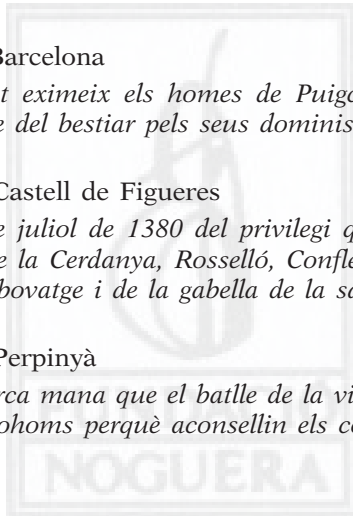 Barcelona
t eximeix els homes de Puigc
e del bestiar pels seus dominis
Castell de Figueres
e juliol de 1380 del privilegi q
e la Cerdanya, Rosselló, Confle
bovatge i de la gabella de la sa
Perpinyà
rca mana que el batlle de la vi
ohoms perquè aconsellin els cò
FUNDACIÓ
NOGUERA